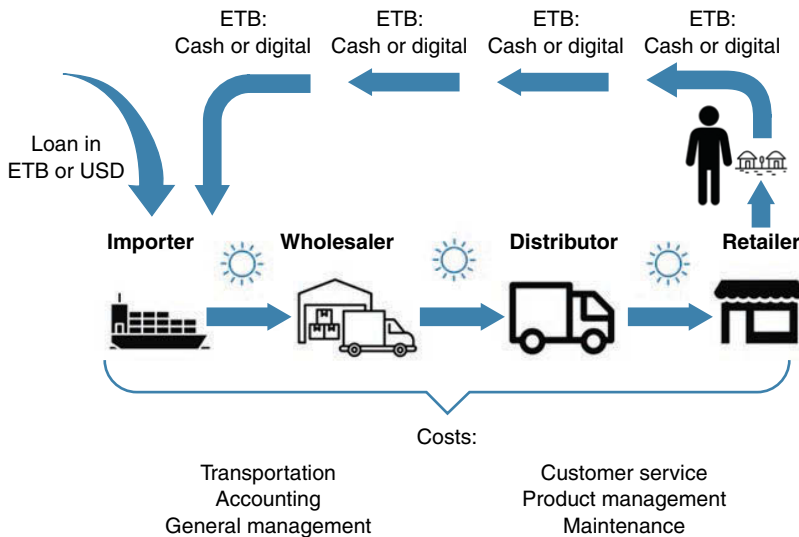 ETB:
Cash or digital
ETB:
Cash or digital
ETB:
Cash or digital
ETB:
Cash or digital
Loan in
ETB or USD
Importer
Wholesaler
Distributor
Retailer
Costs:
Transportation
Accounting
General management
Customer service
Product management
Maintenance